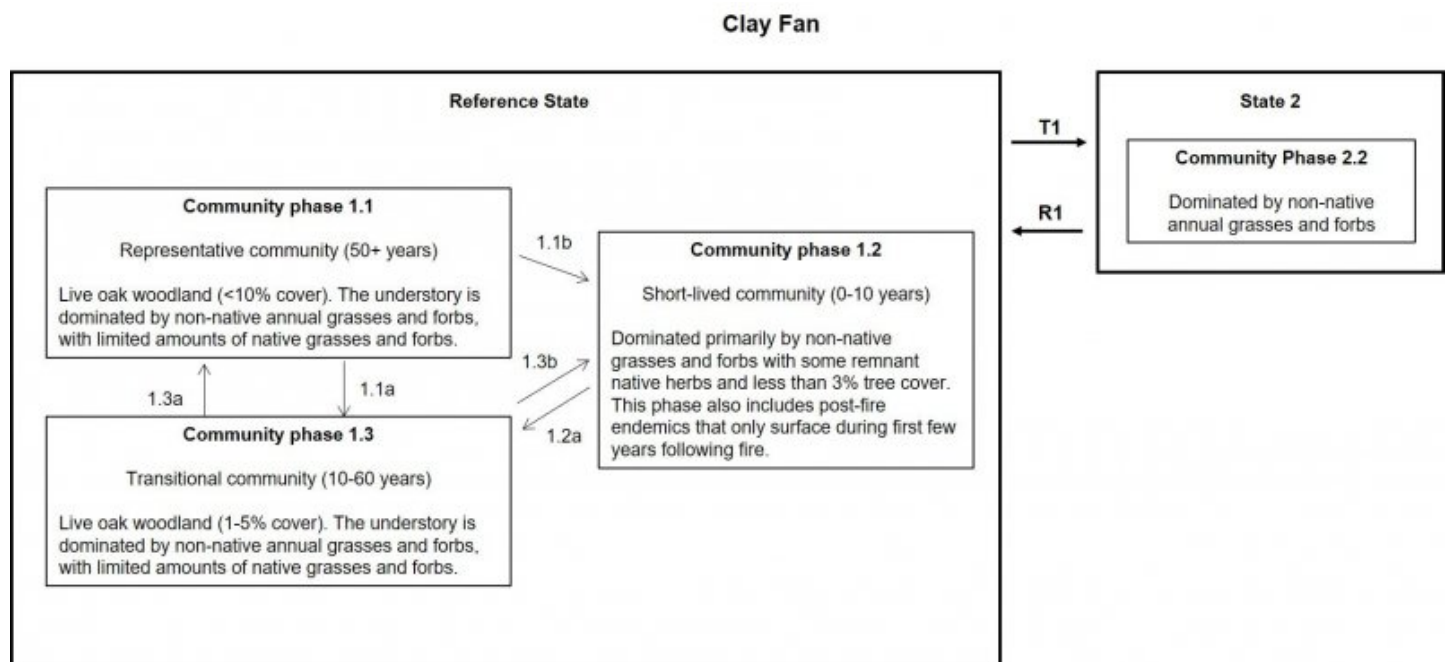 Clay Fan
Reference State
Community phase 1.1
Representative community (50+ years)
Live oak woodland (<10% cover). The understory is
dominated by non-native annual grasses and forbs,
with limited amounts of native grasses and forbs.
1.1b
1.3a
1.1a
1.3b
1.2a
Community phase 1.2
Short-lived community (0-10 years)
Dominated primarily by non-native
grasses and forbs with some remnant
native herbs and less than 3% tree cover.
This phase also includes post-fire
endemics that only surface during first few
years following fire.
Community phase 1.3
Transitional community (10-60 years)
Live oak woodland (1-5% cover). The understory is
dominated by non-native annual grasses and forbs,
with limited amounts of native grasses and forbs.
T1
R1
State 2
Community Phase 2.2
Dominated by non-native
annual grasses and forbs